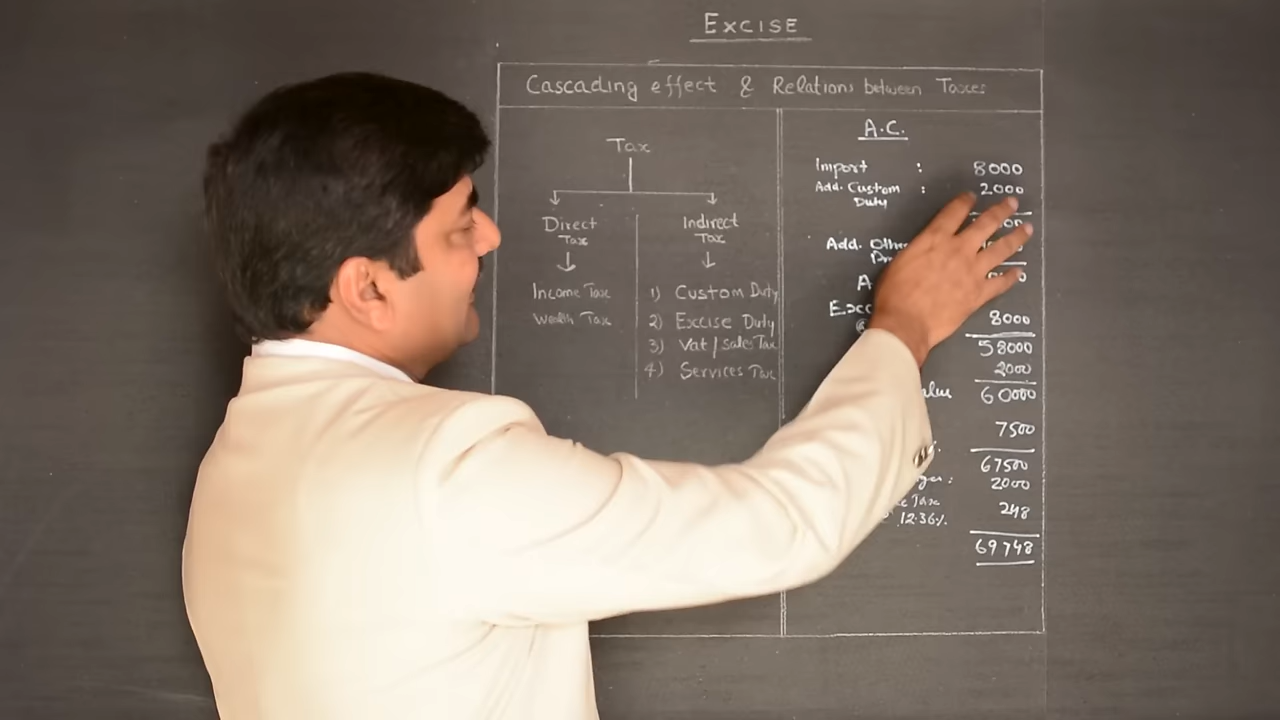 EXCISE
Cascading effect & Relations between Taxes
Tax
Direct Tax
Income Tax
Wealth Tax
Indirect Tax
1) Custom Duty
2) Excise Duty
3) Vat / Sales Tax
4) Services Tax
A.C.
Import : 8000
Add. Custom Duty : 2000
Add.
8000
58000
2000
60000
7500
67500
2000
Tax
12.36% 248
69748